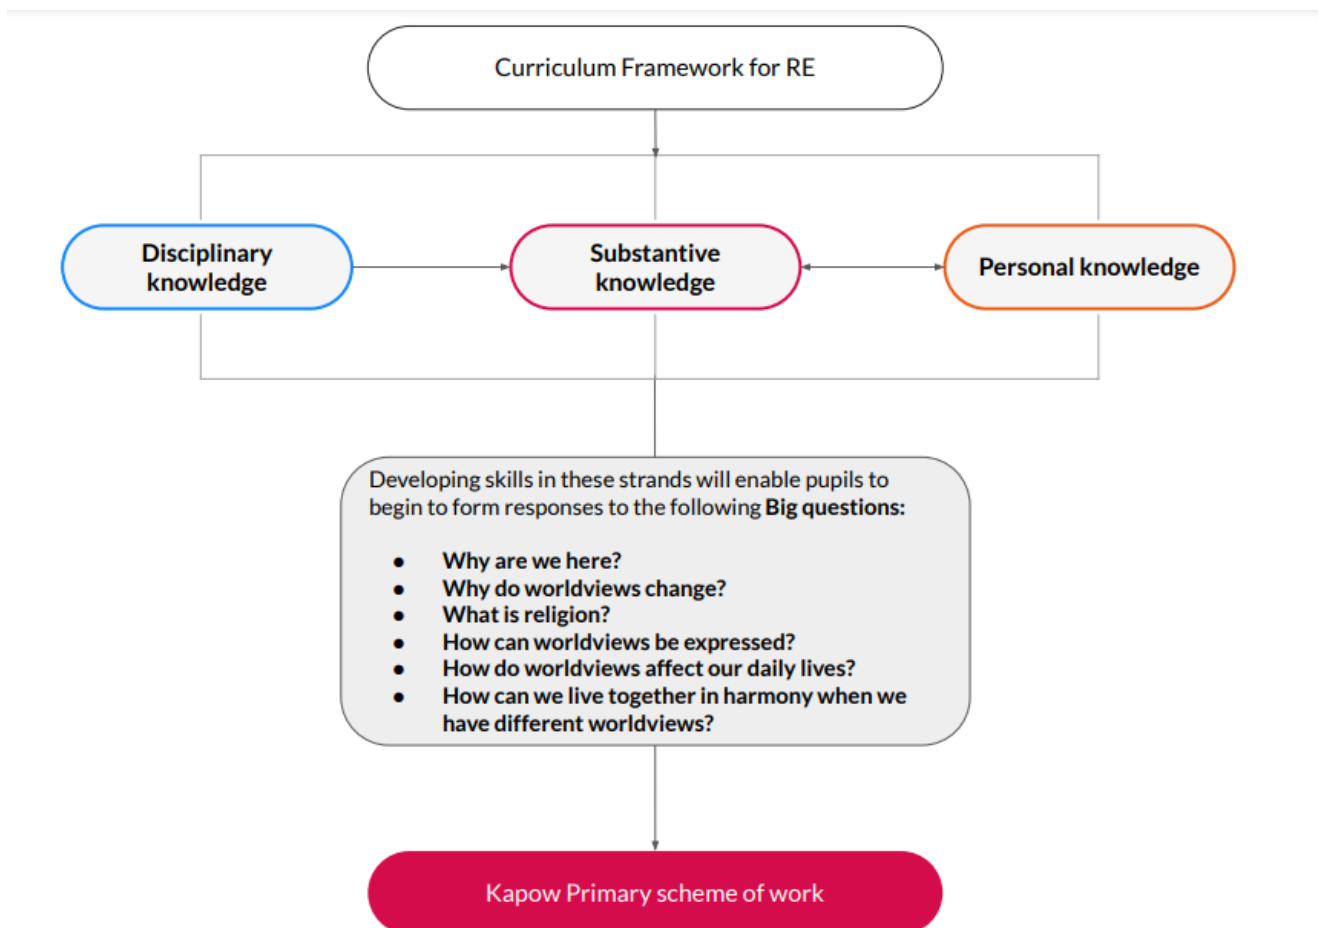 Curriculum Framework for RE
Disciplinary
knowledge
Substantive
knowledge
Personal knowledge
Developing skills in these strands will enable pupils to
begin to form responses to the following Big questions:
● Why are we here?
● Why do worldviews change?
● What is religion?
● How can worldviews be expressed?
● How do worldviews affect our daily lives?
● How can we live together in harmony when we
have different worldviews?
Kapow Primary scheme of work